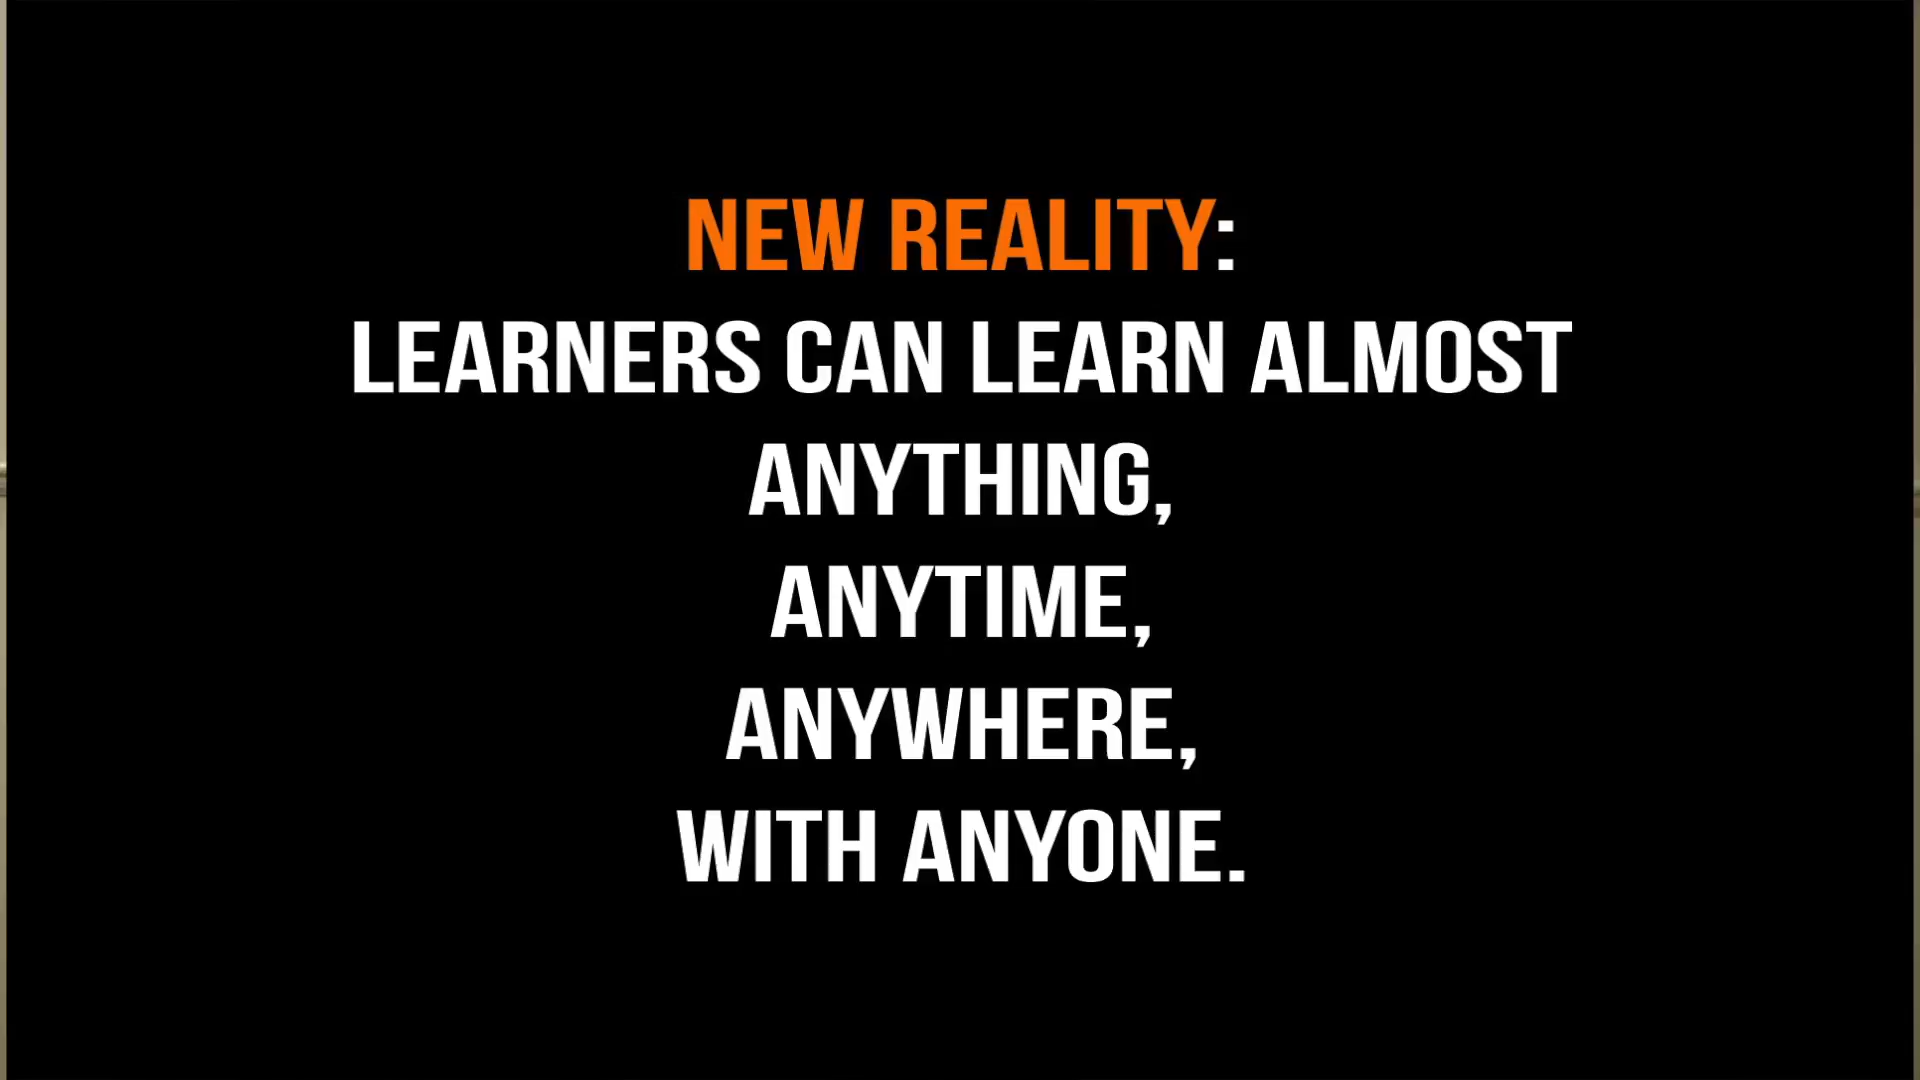 NEW REALITY:
LEARNERS CAN LEARN ALMOST
ANYTHING,
ANYTIME,
ANYWHERE,
WITH ANYONE.